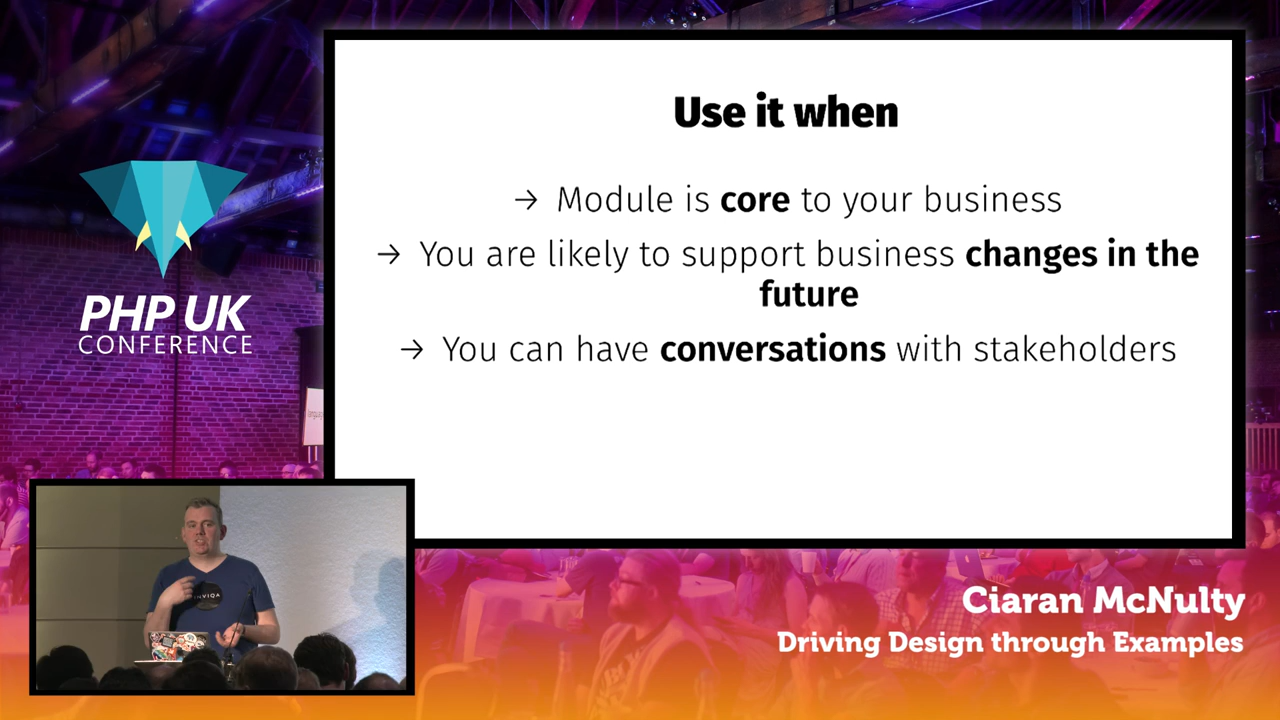 Use it when
→ Module is core to your business
→ You are likely to support business changes in the
future
→ You can have conversations with stakeholders
PHP UK
CONFERENCE
INVIQA
Ciaran McNulty
Driving Design through Examples